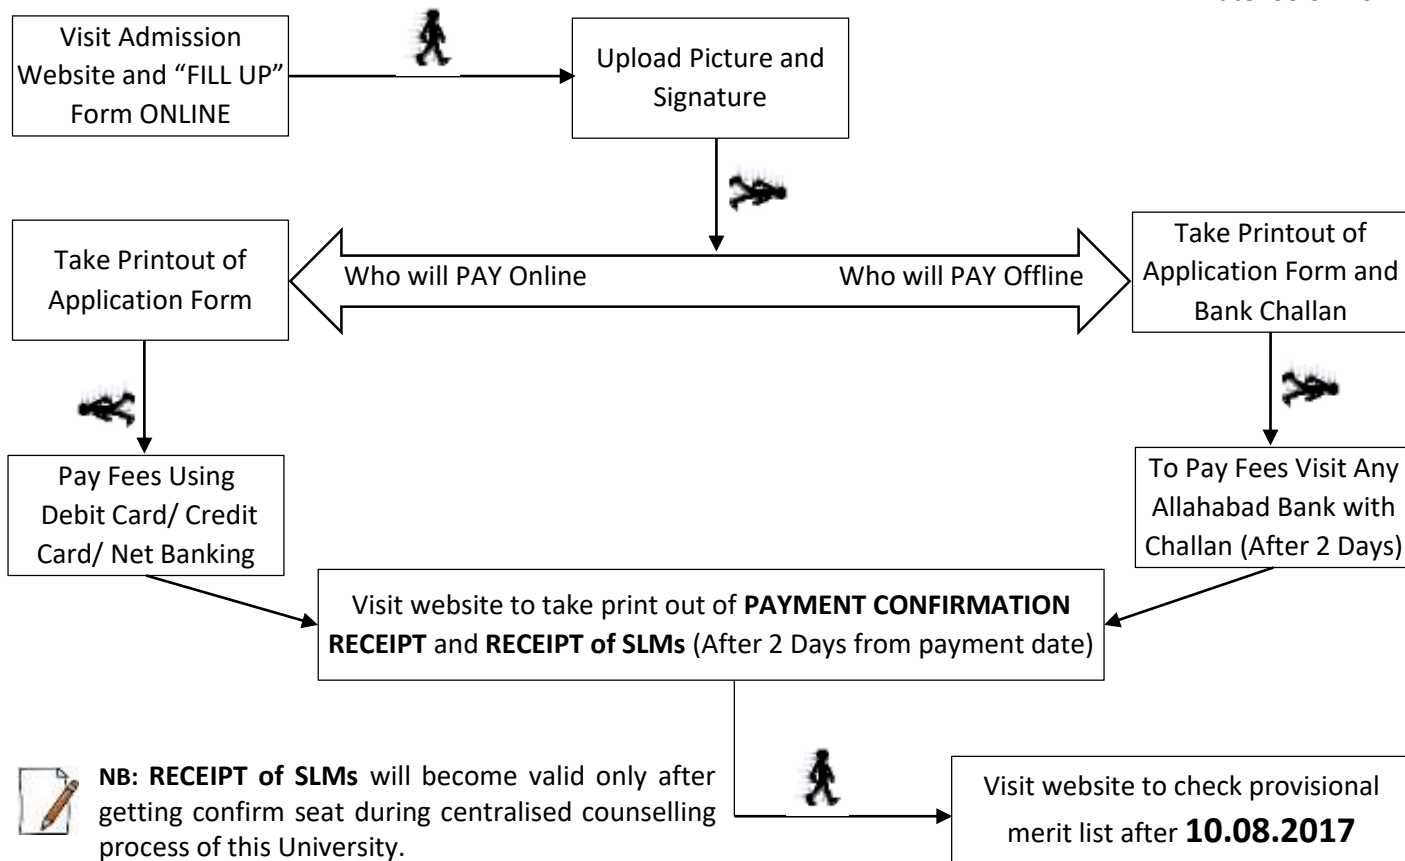 Visit Admission
Website and “FILL UP”
Form ONLINE
Upload Picture and
Signature
Take Printout of
Application Form
Who will PAY Online
Who will PAY Offline
Take Printout of
Application Form and
Bank Challan
Pay Fees Using
Debit Card/ Credit
Card/ Net Banking
To Pay Fees Visit Any
Allahabad Bank with
Challan (After 2 Days)
Visit website to take print out of PAYMENT CONFIRMATION
RECEIPT and RECEIPT of SLMs (After 2 Days from payment date)
NB: RECEIPT of SLMs will become valid only after
getting confirm seat during centralised counselling
process of this University.
Visit website to check provisional
merit list after 10.08.2017